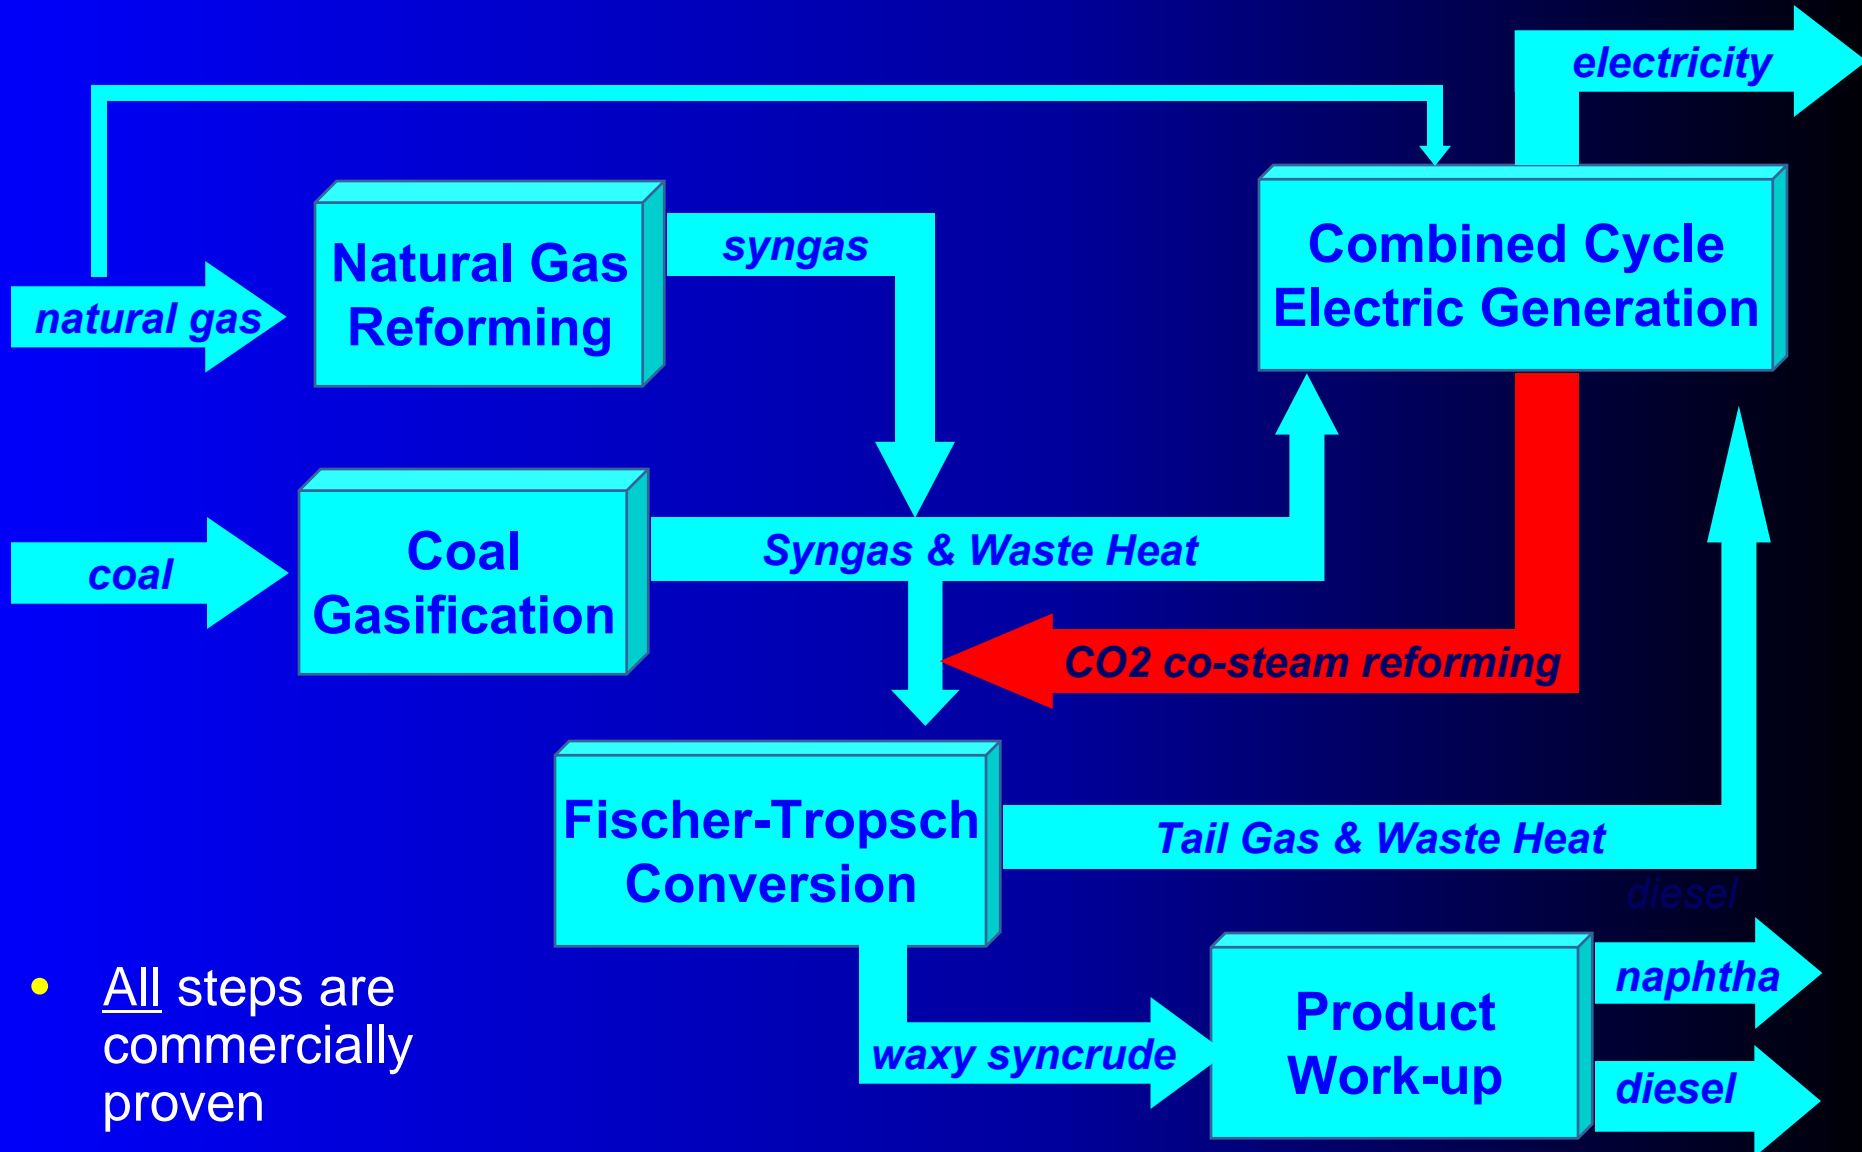 electricity
Natural Gas
Reforming
syngas
Combined Cycle
Electric Generation
natural gas
coal
Coal
Gasification
Syngas & Waste Heat
CO2 co-steam reforming
Fischer-Tropsch
Conversion
Tail Gas & Waste Heat
diesel
naphtha
• All steps are
commercially
proven
waxy syncrude
Product
Work-up
diesel